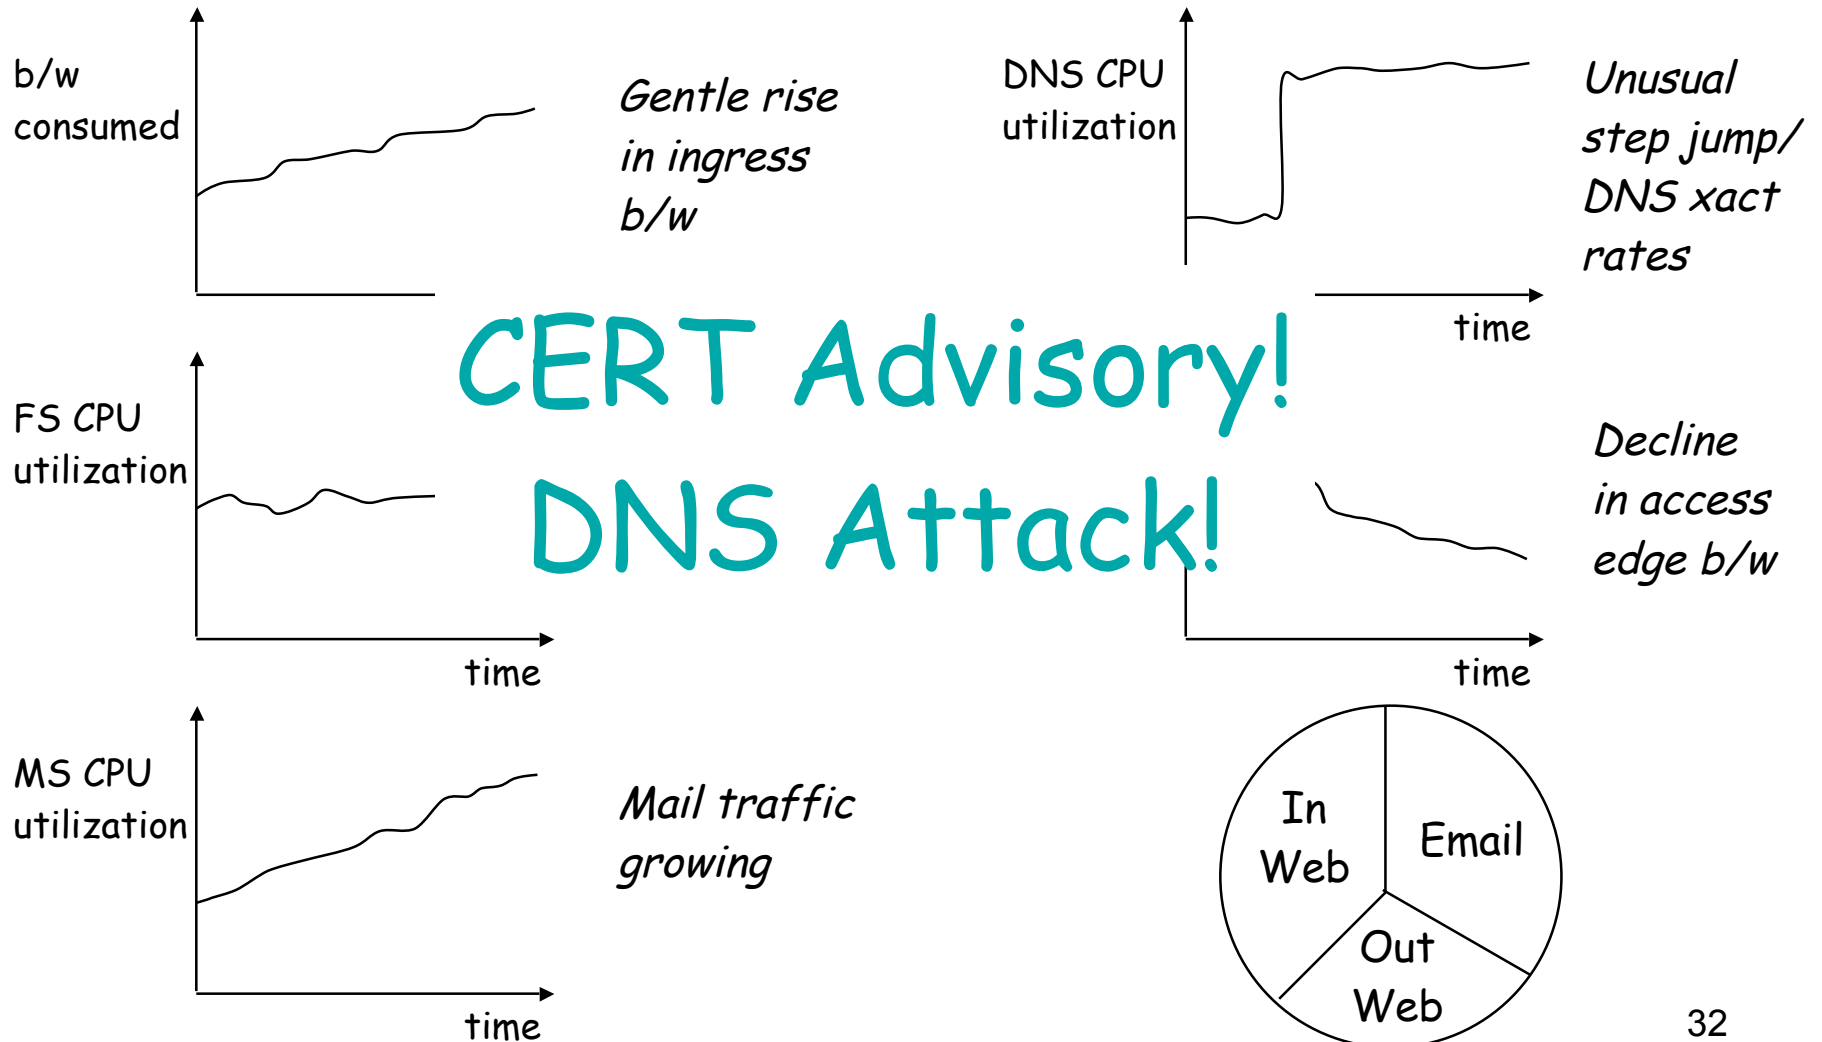 b/w
consumed
Gentle rise
in ingress
b/w
DNS CPU
utilization
Unusual
step jump/
DNS xact
rates
time
CERT Advisory!
DNS Attack!
FS CPU
utilization
time
Decline
in access
edge b/w
time
MS CPU
utilization
Mail traffic
growing
time
In
Web
Email
Out
Web
32